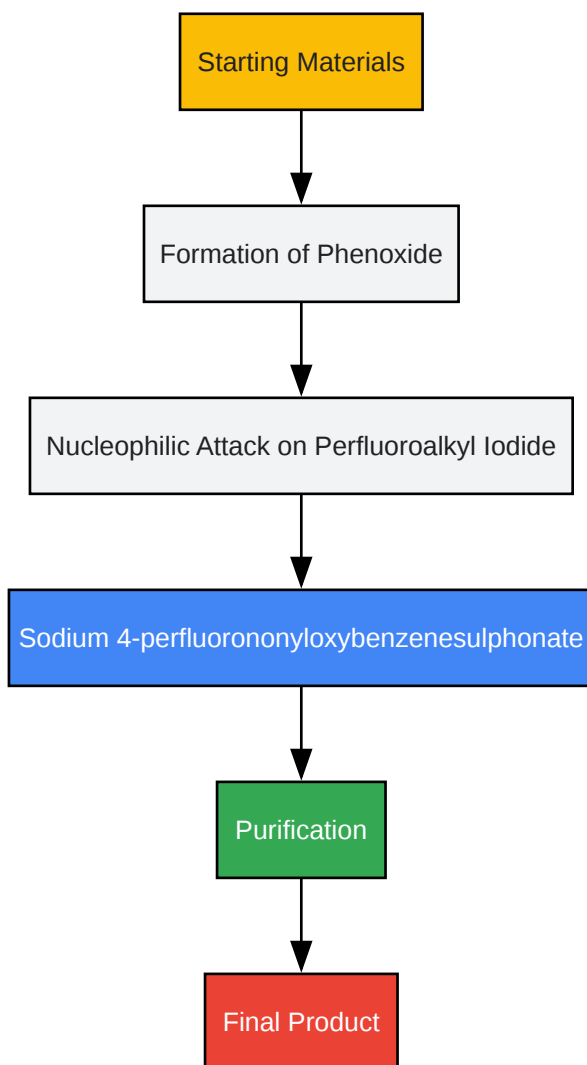 Starting Materials
Formation of Phenoxide
Nucleophilic Attack on Perfluoroalkyl Iodide
Sodium 4-perfluorononyloxybenzenesulphonate
Purification
Final Product